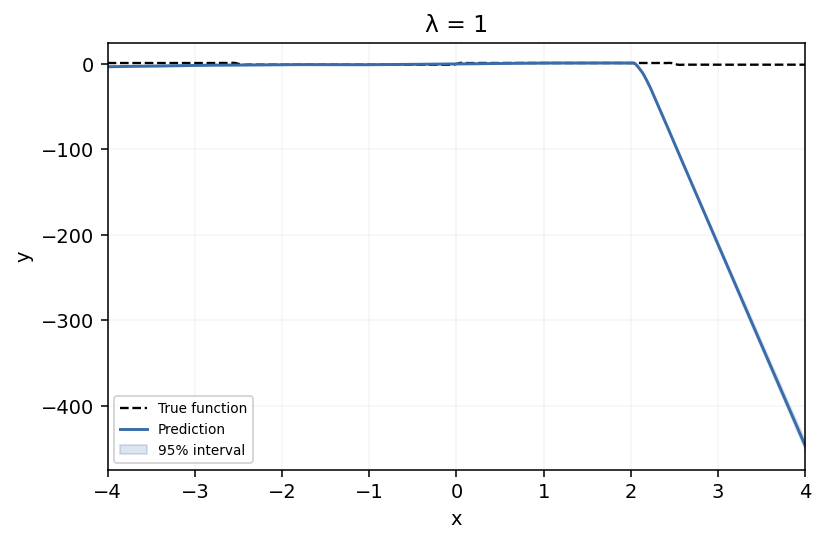 λ = 1
y
0
−100
−200
−300
−400
True function
Prediction
95% interval
−4 −3 −2 −1 0 1 2 3 4
x